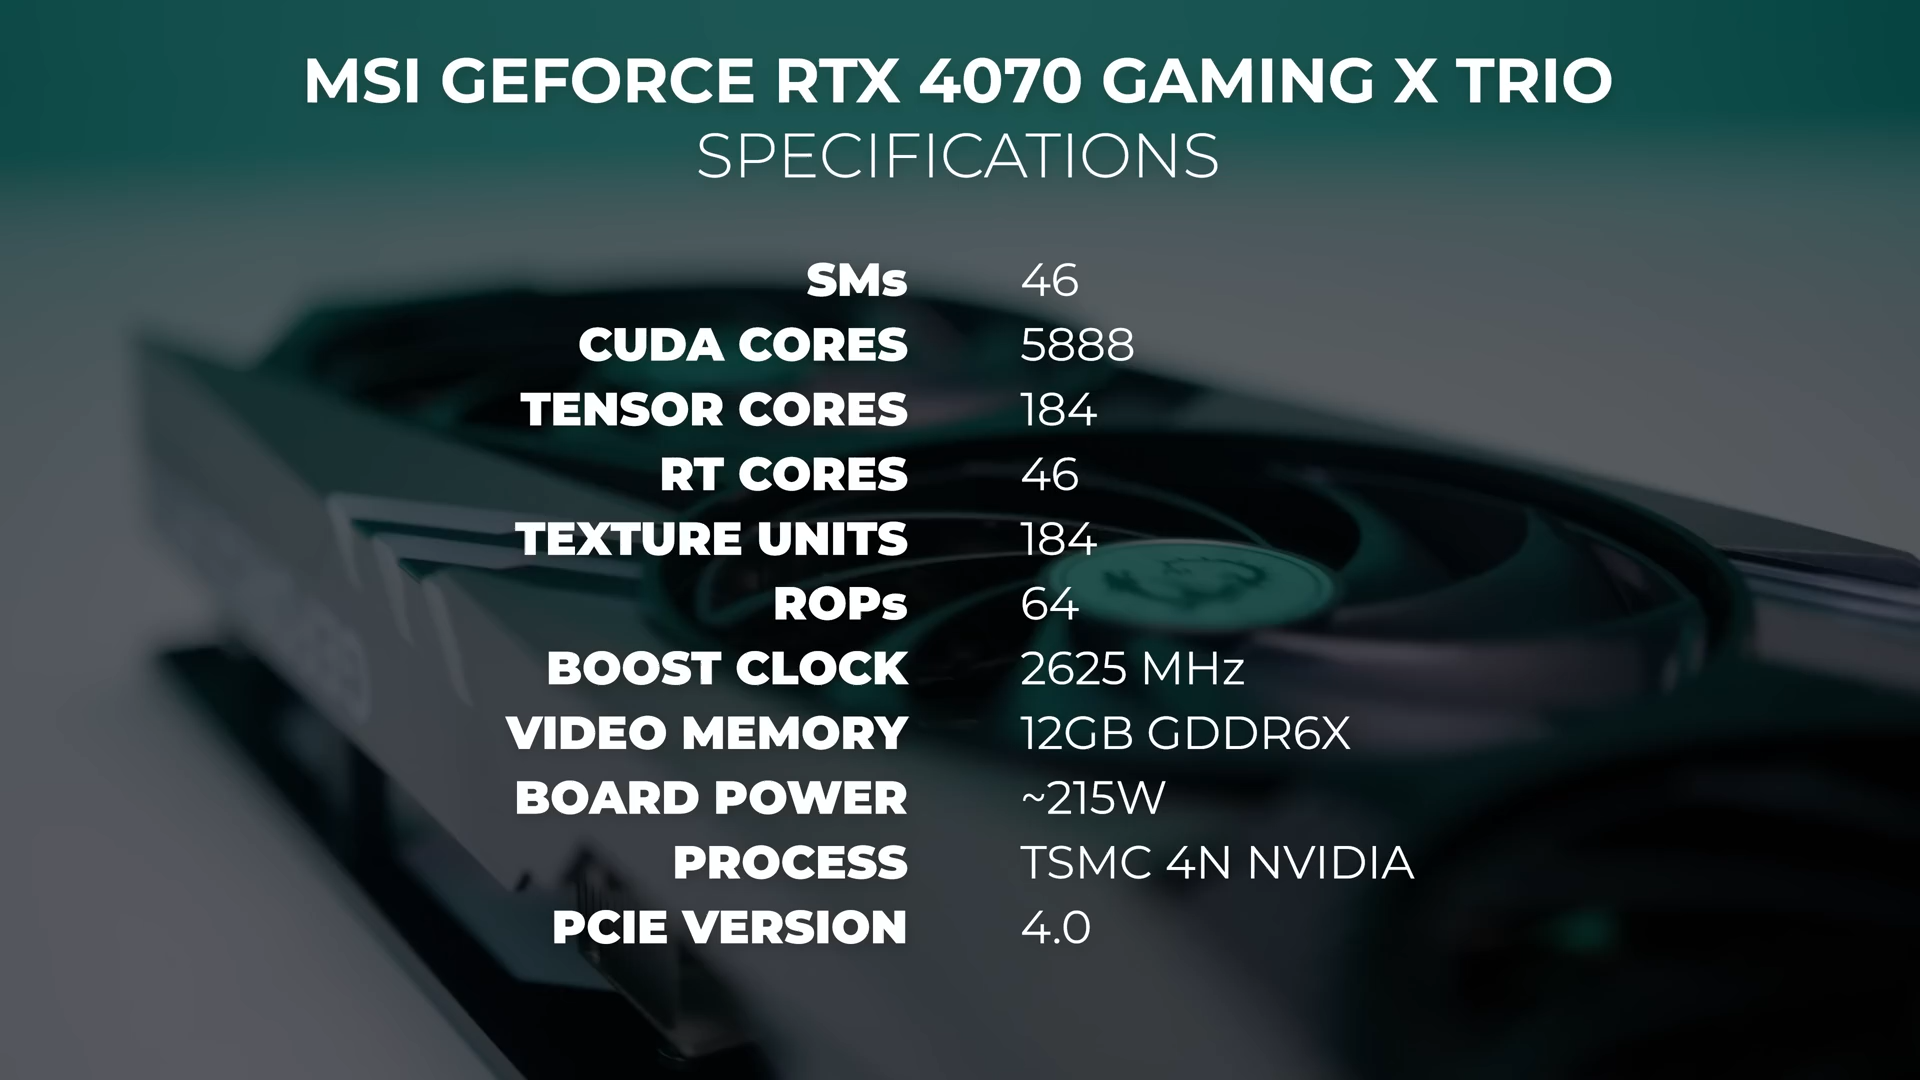 MSI GEFORCE RTX 4070 GAMING X TRIO
SPECIFICATIONS
SMs 46
CUDA CORES 5888
TENSOR CORES 184
RT CORES 46
TEXTURE UNITS 184
ROPs 64
BOOST CLOCK 2625 MHz
VIDEO MEMORY 12GB GDDR6X
BOARD POWER ~215W
PROCESS TSMC 4N NVIDIA
PCIE VERSION 4.0